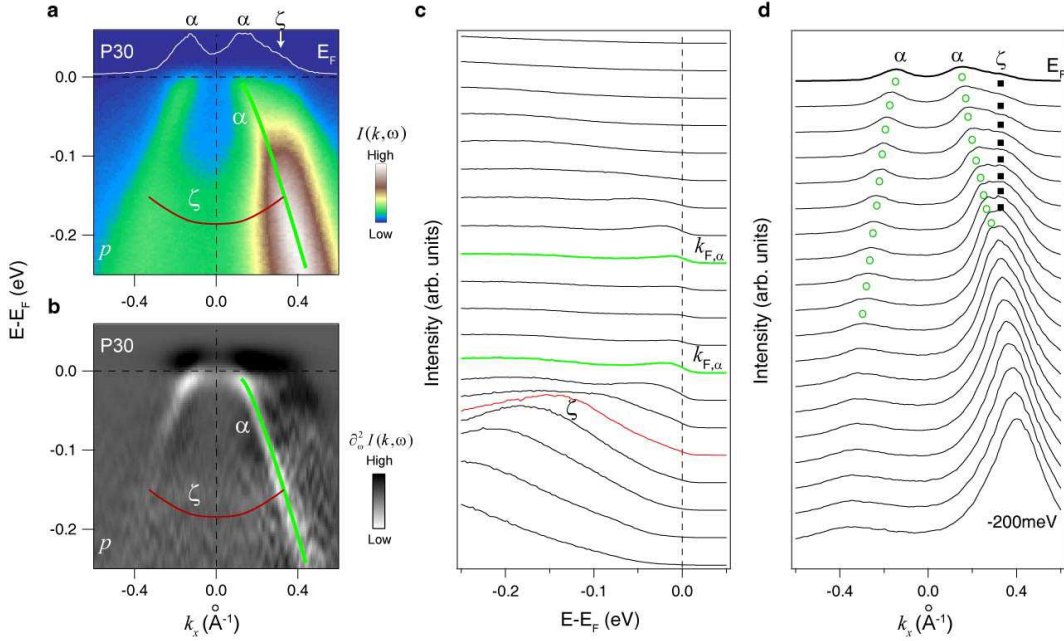 a
α α ζ
P30
E_F
0.0
α
-0.1
ζ
-0.2
p
-0.4 0.0 0.4
I(k,ω)
High
Low
E-E_F (eV)
b
P30
0.0
α
-0.1
ζ
-0.2
p
-0.4 0.0 0.4
k_x (Å⁻¹)
∂²_ω I(k,ω)
High
Low
c
Intensity (arb. units)
k_F,α
k_F,α
ζ
-0.2 -0.1 0.0
E-E_F (eV)
d
α α ζ
E_F
Intensity (arb. units)
-200meV
-0.4 0.0 0.4
k_x (Å⁻¹)